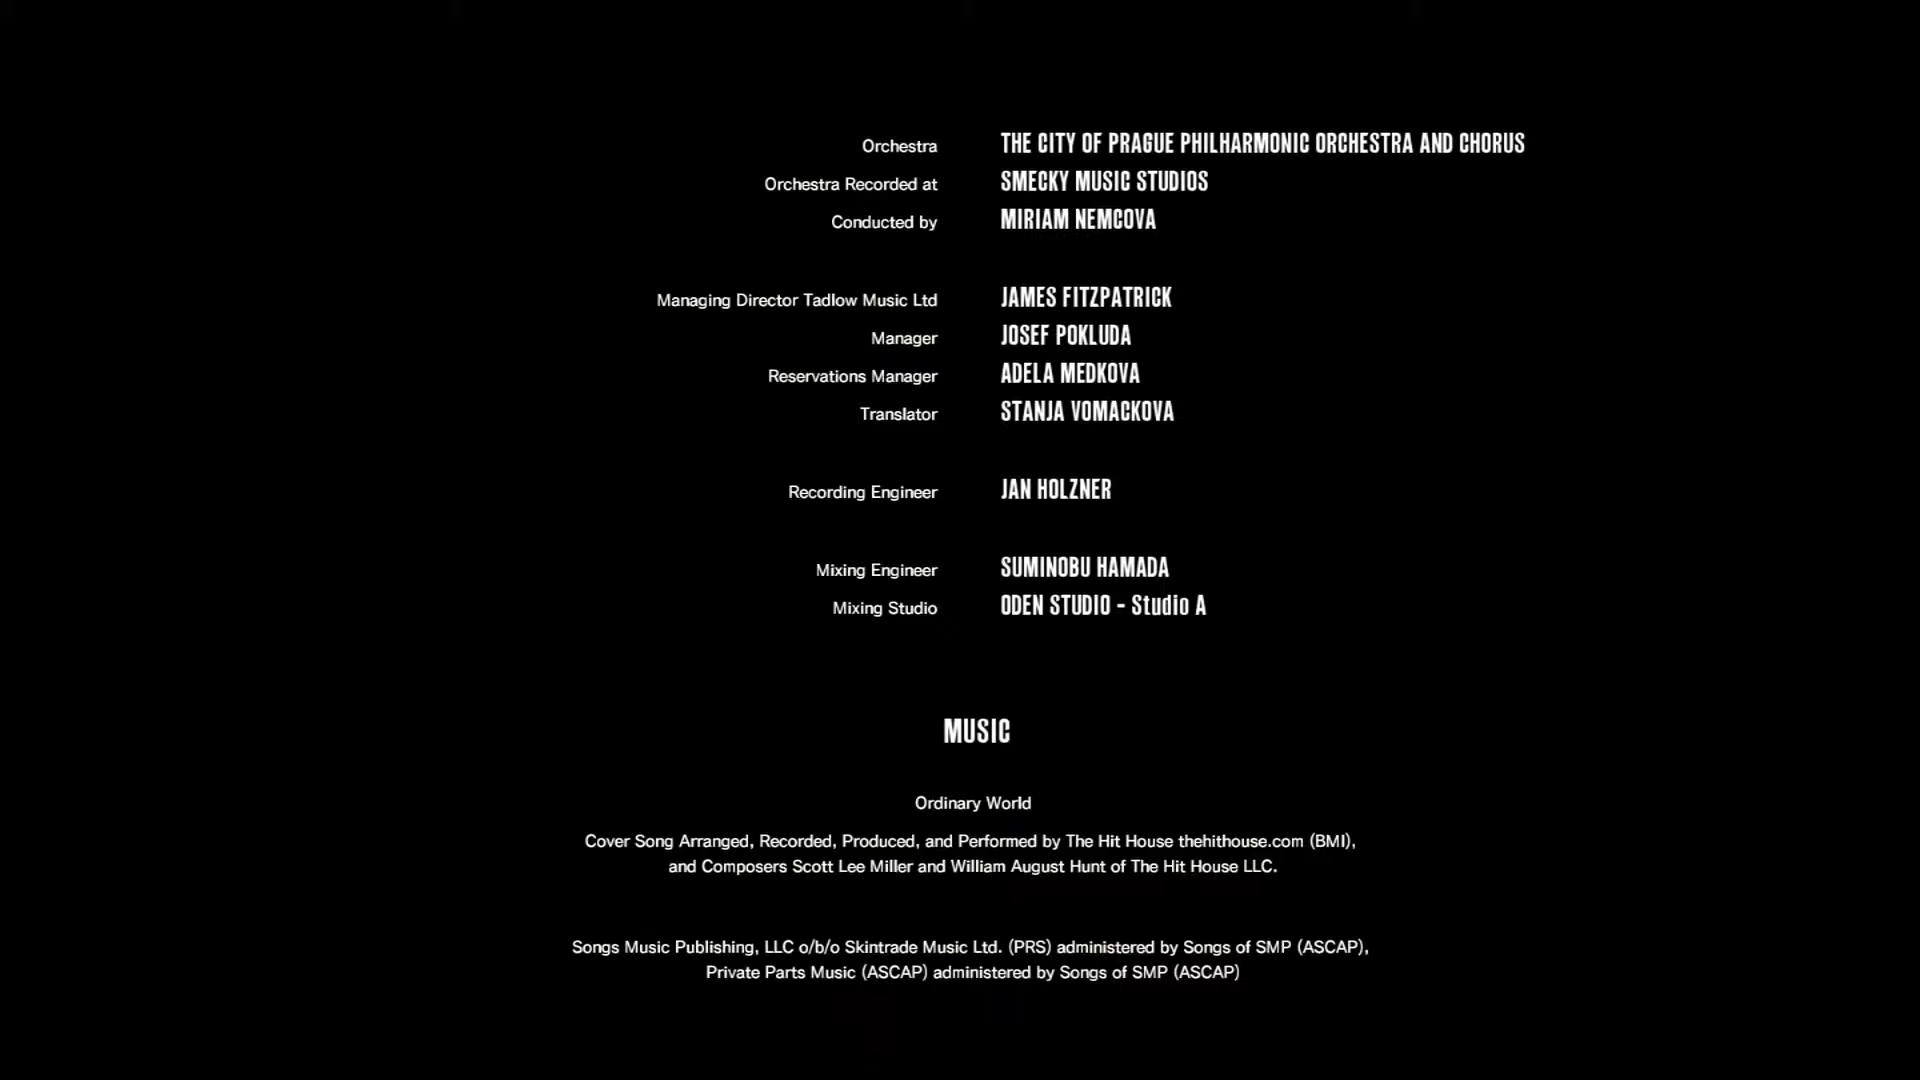 Orchestra THE CITY OF PRAGUE PHILHARMONIC ORCHESTRA AND CHORUS
Orchestra Recorded at SMECKY MUSIC STUDIOS
Conducted by MIRIAM NEMCOVA
Managing Director Tadlow Music Ltd JAMES FITZPATRICK
Manager JOSEF POKLUDA
Reservations Manager ADELA MEDKOVA
Translator STANJA VOMACKOVA
Recording Engineer JAN HOLZNER
Mixing Engineer SUMINOBU HAMADA
Mixing Studio ODEN STUDIO - Studio A
MUSIC
Ordinary World
Cover Song Arranged, Recorded, Produced, and Performed by The Hit House thehithouse.com (BMI),
and Composers Scott Lee Miller and William August Hunt of The Hit House LLC.
Songs Music Publishing, LLC o/b/o Skintrade Music Ltd. (PRS) administered by Songs of SMP (ASCAP),
Private Parts Music (ASCAP) administered by Songs of SMP (ASCAP)